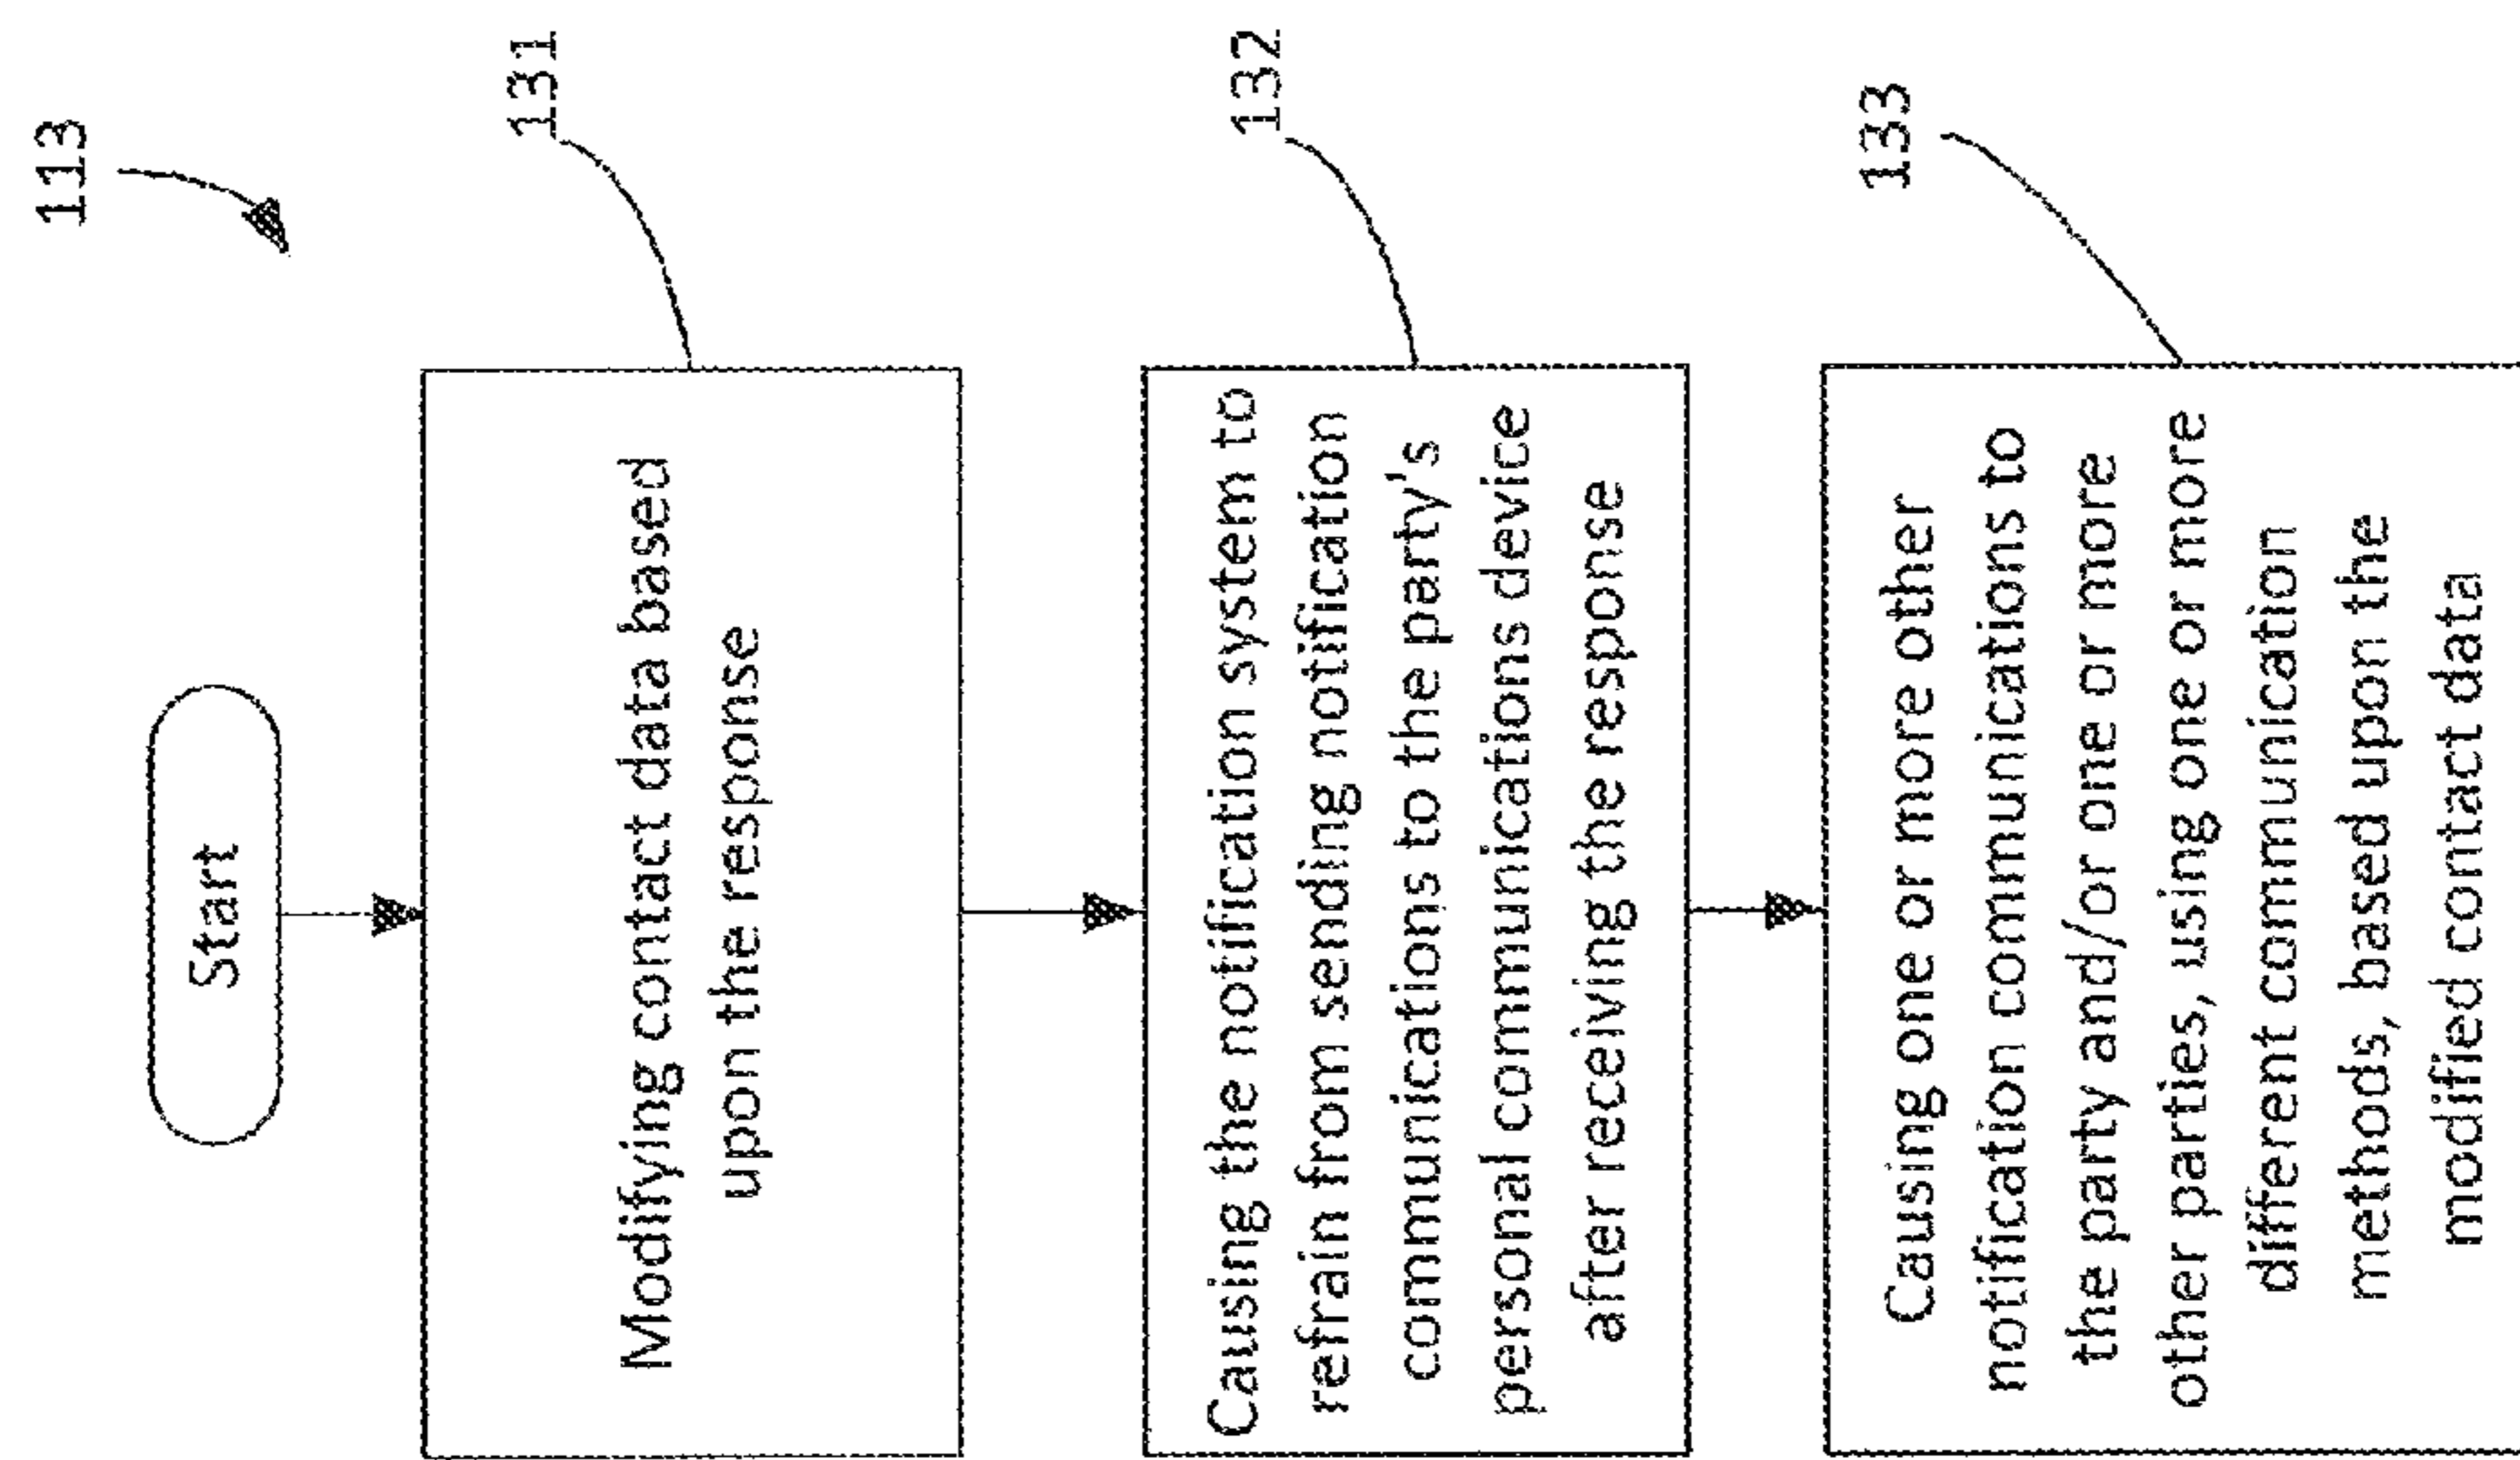 113
Start
131
Modifying contact data based
upon the response
132
Causing the notification system to
refrain from sending notification
communications to the party's
personal communications device
after receiving the response
133
Causing one or more other
notification communications to
the party and/or one or more
other parties, using one or more
different communication
methods, based upon the
modified contact data